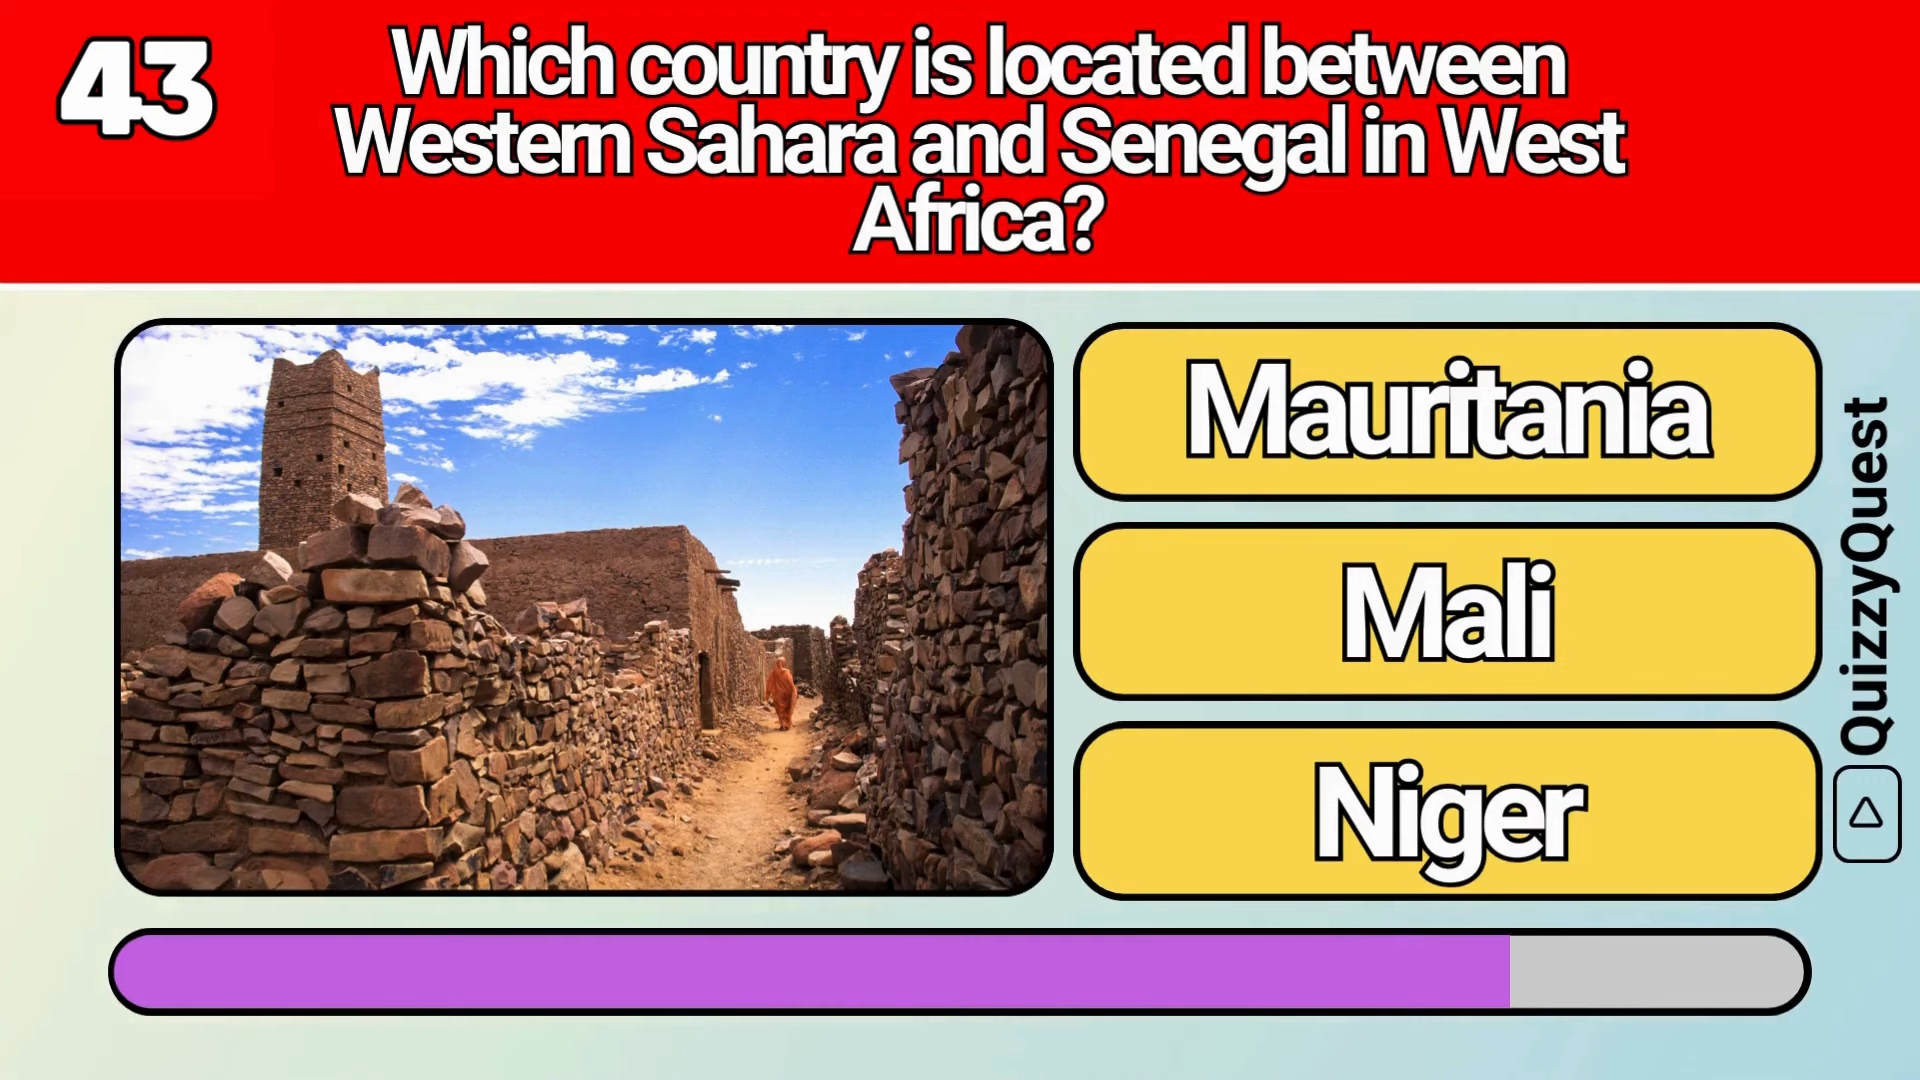 43
Which country is located between
Western Sahara and Senegal in West
Africa?
Mauritania
Mali
Niger
QuizzyQuest